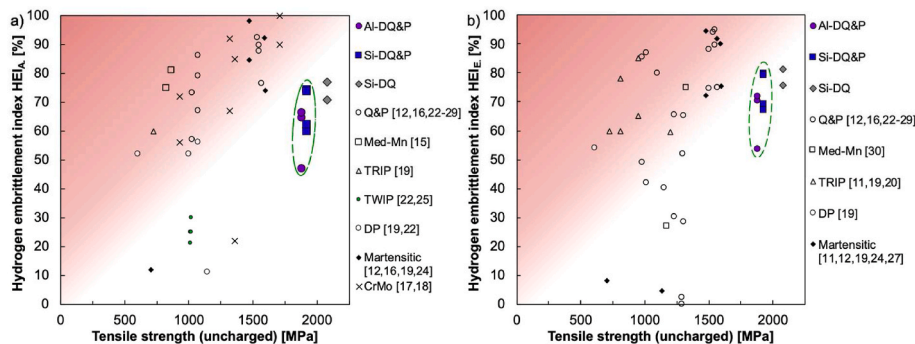 a)
Hydrogen embrittlement index HEIA. [%]
100
90
80
70
60
50
40
30
20
10
0
0 500 1000 1500 2000
Tensile strength (uncharged) [MPa]
Al-DQ&P
Si-DQ&P
Si-DQ
Q&P [12,16,22-29]
Med-Mn [15]
TRIP [19]
TWIP [22,25]
DP [19,22]
Martensitic
[12,16,19,24]
CrMo [17,18]
b)
Hydrogen embrittlement index HEIE. [%]
100
90
80
70
60
50
40
30
20
10
0
0 500 1000 1500 2000
Tensile strength (uncharged) [MPa]
Al-DQ&P
Si-DQ&P
Si-DQ
Q&P [12,16,22-29]
Med-Mn [30]
TRIP [11,19,20]
DP [19]
Martensitic
[11,12,19,24,27]